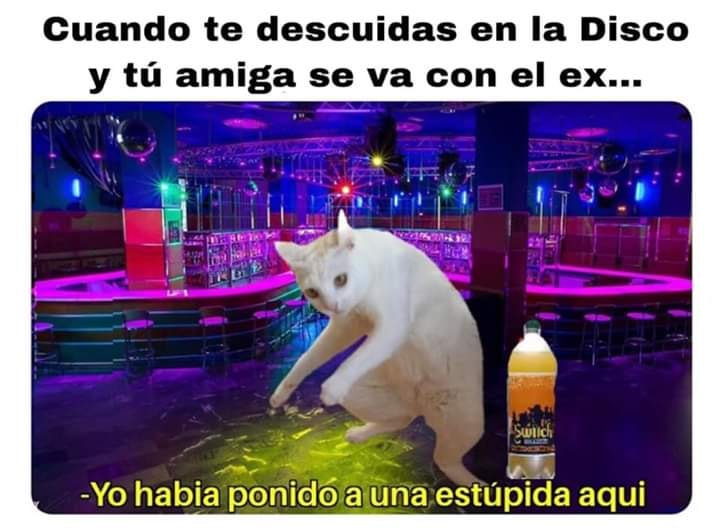 Cuando te descuidas en la Disco
y tú amiga se va con el ex...
Switch
-Yo habia ponido a una estúpida aqui